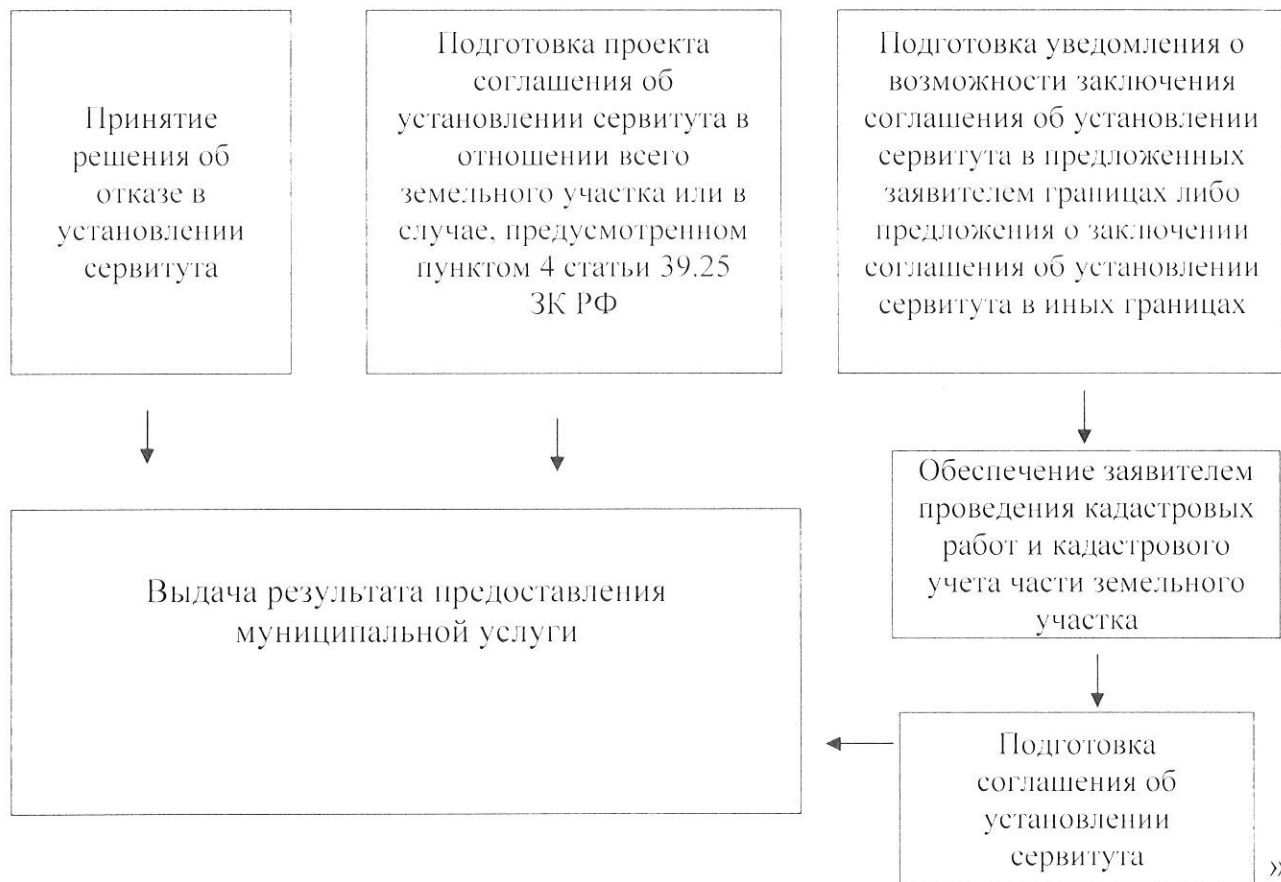 Принятие
решения об
отказе в
установлении
сервитута
Подготовка проекта
соглашения об
установлении сервитута в
отношении всего
земельного участка или в
случае, предусмотренном
пунктом 4 статьи 39.25
ЗК РФ
Подготовка уведомления о
возможности заключения
соглашения об установлении
сервитута в предложенных
заявителем границах либо
предложения о заключении
соглашения об установлении
сервитута в иных границах
Обеспечение заявителем
проведения кадастровых
работ и кадастрового
учета части земельного
участка
Выдача результата предоставления
муниципальной услуги
Подготовка
соглашения об
установлении
сервитута
»